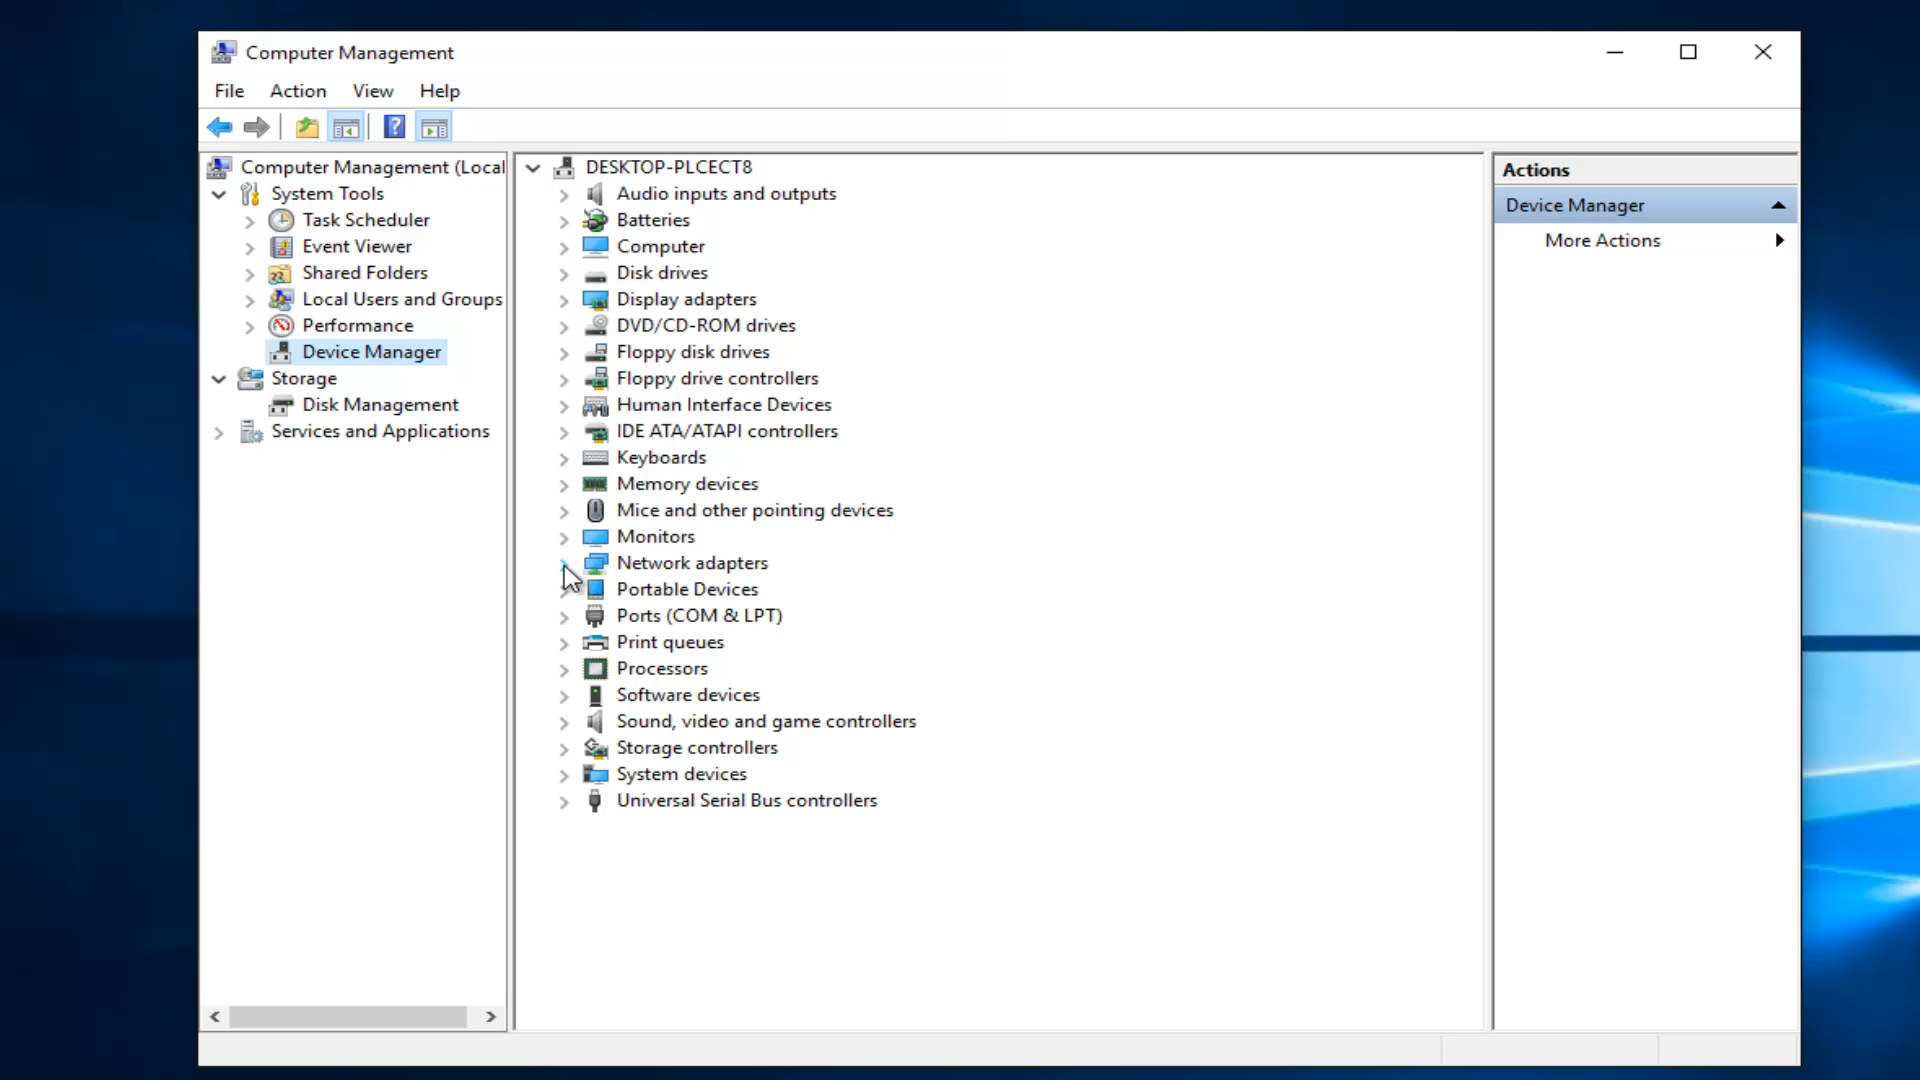 Computer Management
File Action View Help
Computer Management (Local
System Tools
Task Scheduler
Event Viewer
Shared Folders
Local Users and Groups
Performance
Device Manager
Storage
Disk Management
Services and Applications
DESKTOP-PLCECT8
Audio inputs and outputs
Batteries
Computer
Disk drives
Display adapters
DVD/CD-ROM drives
Floppy disk drives
Floppy drive controllers
Human Interface Devices
IDE ATA/ATAPI controllers
Keyboards
Memory devices
Mice and other pointing devices
Monitors
Network adapters
Portable Devices
Ports (COM & LPT)
Print queues
Processors
Software devices
Sound, video and game controllers
Storage controllers
System devices
Universal Serial Bus controllers
Actions
Device Manager
More Actions